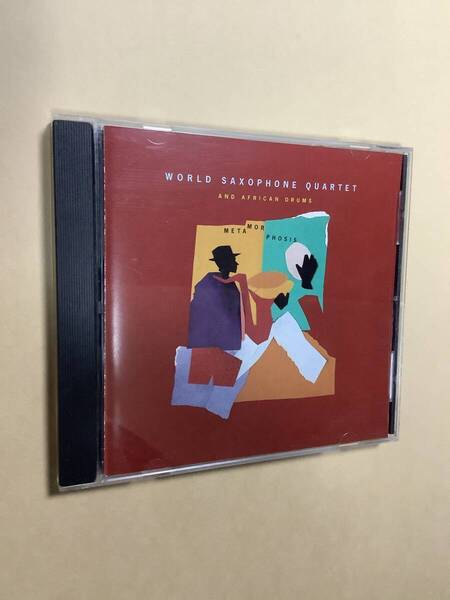 WORLD SAXOPHONE QUARTET
AND AFRICAN DRUMS
META MOR PHOSIS